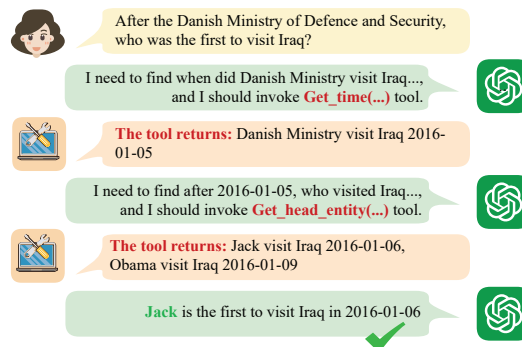 After the Danish Ministry of Defence and Security,
who was the first to visit Iraq?
I need to find when did Danish Ministry visit Iraq...,
and I should invoke Get_time(...) tool.
The tool returns: Danish Ministry visit Iraq 2016-
01-05
I need to find after 2016-01-05, who visited Iraq...,
and I should invoke Get_head_entity(...) tool.
The tool returns: Jack visit Iraq 2016-01-06,
Obama visit Iraq 2016-01-09
Jack is the first to visit Iraq in 2016-01-06